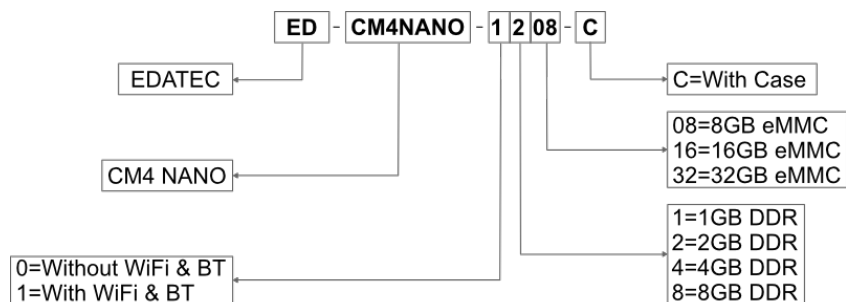 ED - CM4NANO - 1 2 08 - C
EDATEC
C=With Case
08=8GB eMMC
16=16GB eMMC
32=32GB eMMC
CM4 NANO
1=1GB DDR
2=2GB DDR
4=4GB DDR
8=8GB DDR
0=Without WiFi & BT
1=With WiFi & BT